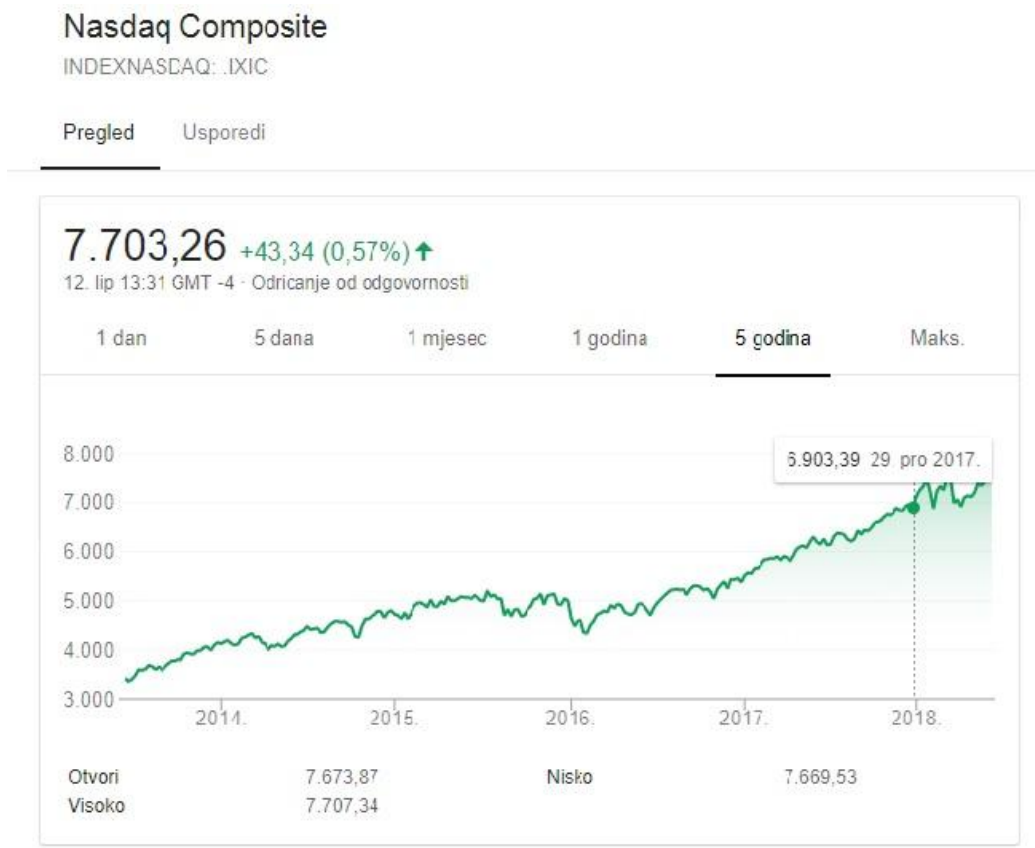 Nasdaq Composite
INDEXNASDAQ: .IXIC
Pregled Usporedi
7.703,26 +43,34 (0,57%)
12. lip 13:31 GMT -4 · Odricanje od odgovornosti
1 dan 5 dana 1 mjesec 1 godina 5 godina Maks.
6.903,39 29. pro 2017.
8.000
7.000
6.000
5.000
4.000
3.000
2014. 2015. 2016. 2017. 2018.
Otvori 7.673,87 Nisko 7.669,53
Visoko 7.707,34